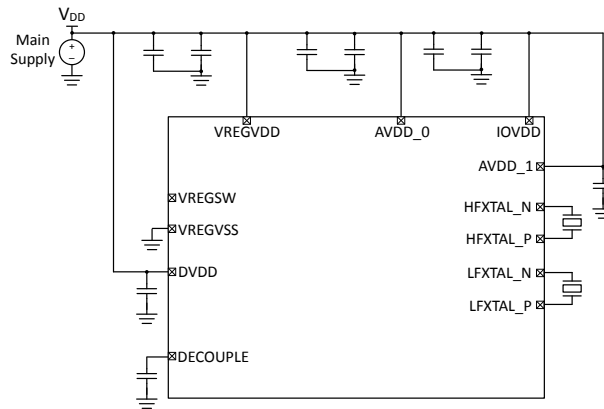 VDD
Main
Supply
+
−
VREGVDD
AVDD_0
IOVDD
AVDD_1
VREGSW
HFXTAL_N
VREGVSS
HFXTAL_P
DVDD
LFXTAL_N
LFXTAL_P
DECOUPLE